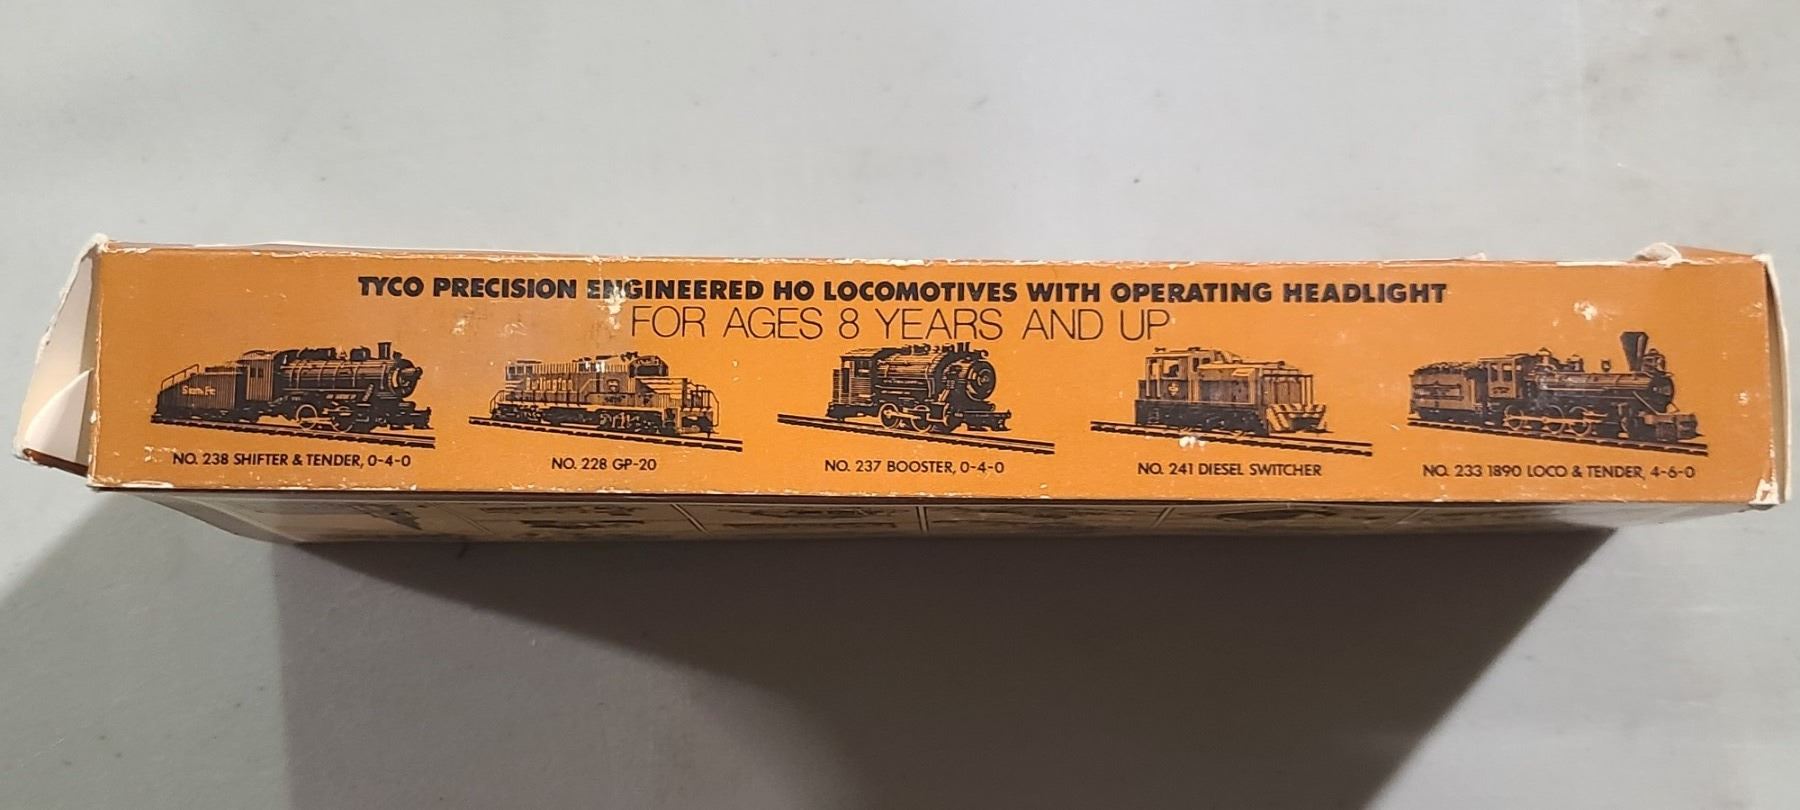 TYCO PRECISION ENGINEERED HO LOCOMOTIVES WITH OPERATING HEADLIGHT
FOR AGES 8 YEARS AND UP
Santa Fe
NO. 238 SHIFTER & TENDER, 0-4-0
NO. 228 GP-20
NO. 237 BOOSTER, 0-4-0
NO. 241 DIESEL SWITCHER
NO. 233 1890 LOCO & TENDER, 4-6-0